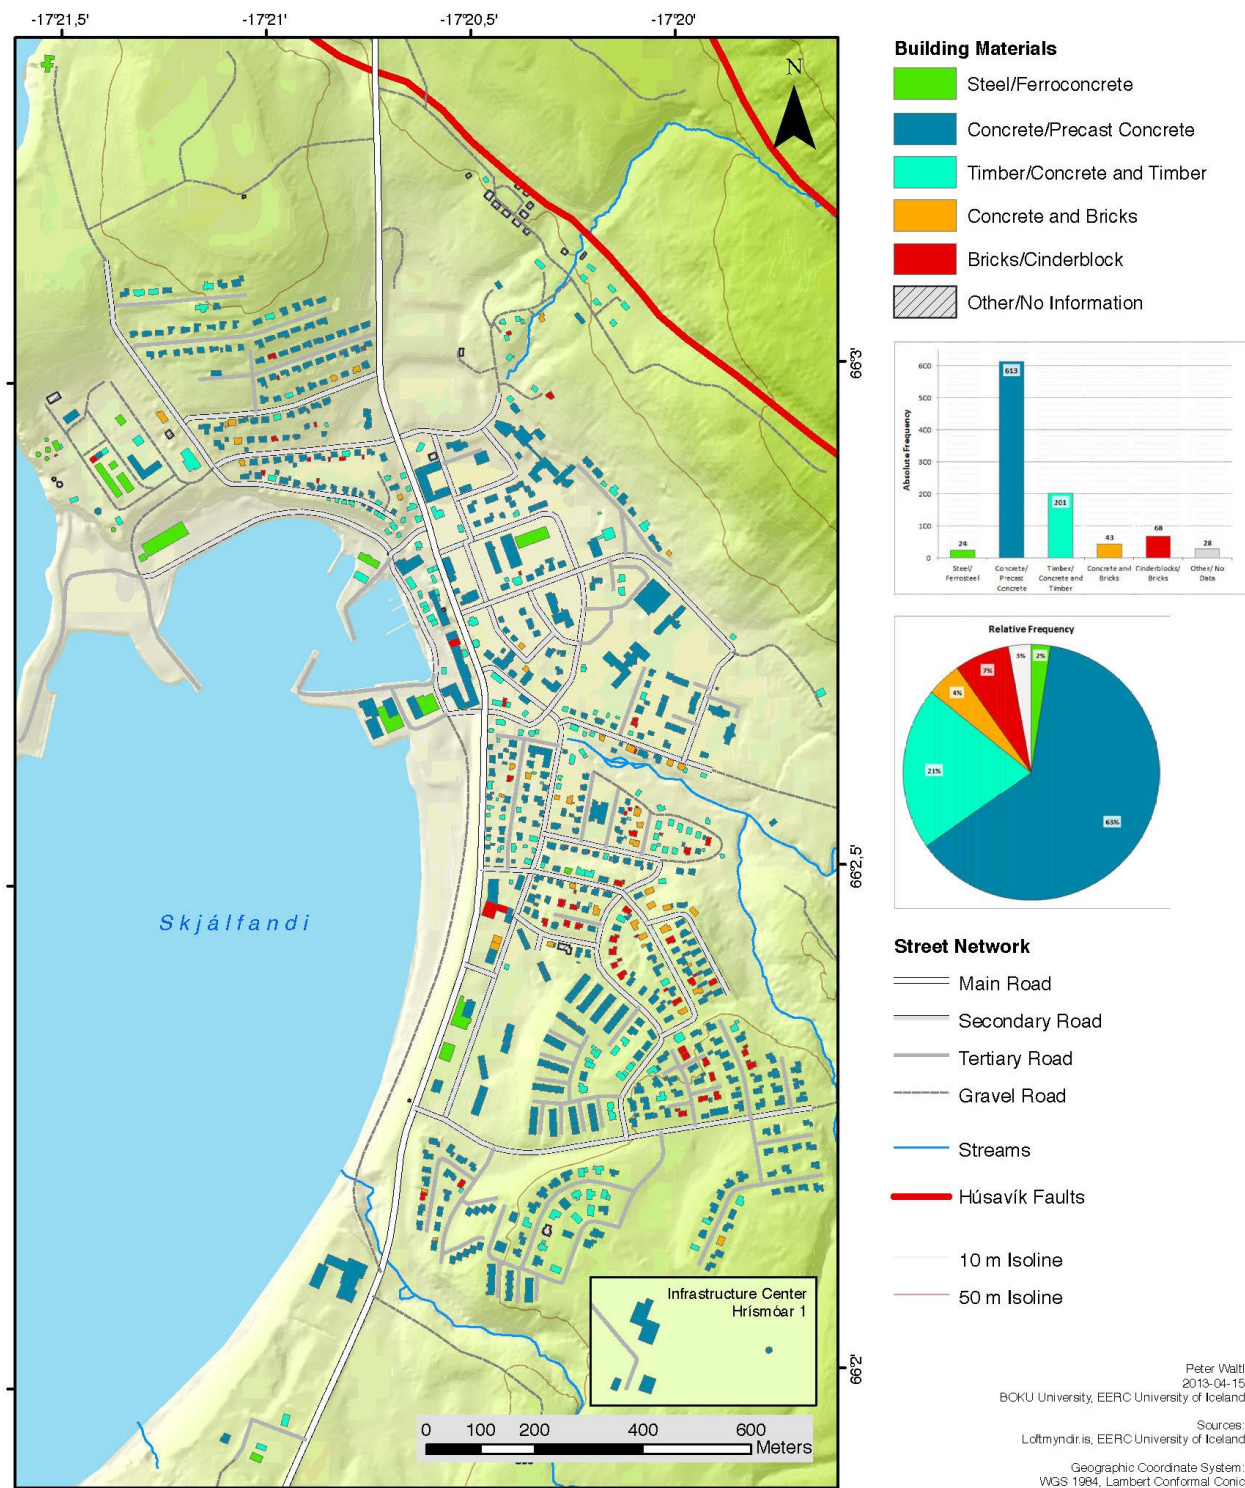 -17°21,5'
-17°21'
-17°20,5'
-17°20'
N
66°3'
66°2,5'
66°2'
Skjálfandi
Infrastructure Center
Hrísmóar 1
0 100 200 400 600
Meters
Building Materials
Steel/Ferroconcrete
Concrete/Precast Concrete
Timber/Concrete and Timber
Concrete and Bricks
Bricks/Cinderblock
Other/No Information
Absolute Frequency
600
500
400
300
200
100
0
24
613
201
43
68
28
Steel/
Ferrosteel
Concrete/
Precast
Concrete
Timber/
Concrete and
Timber
Concrete and
Bricks
Cinderblocks/
Bricks
Other/ No
Data
Relative Frequency
3%
2%
7%
4%
21%
63%
Street Network
Main Road
Secondary Road
Tertiary Road
Gravel Road
Streams
Húsavík Faults
10 m Isoline
50 m Isoline
Peter Waltl
2013-04-15
BOKU University, EERC University of Iceland
Sources:
Loftmyndir.is, EERC University of Iceland
Geographic Coordinate System:
WGS 1984, Lambert Conformal Conic